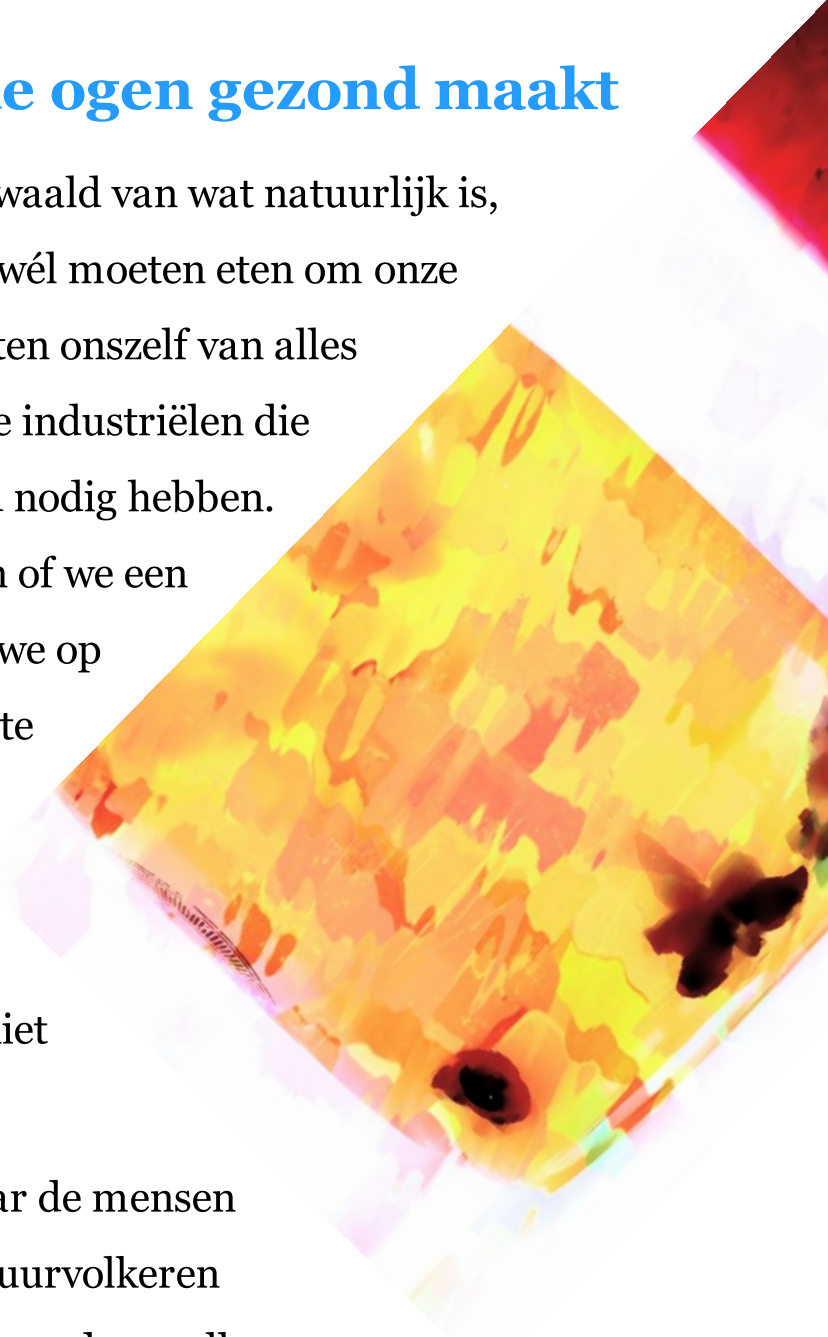 e ogen gezond maakt
waald van wat natuurlijk is,
wél moeten eten om onze
ten onszelf van alles
e industriëlen die
nodig hebben.
n of we een
we op
te
iet
ar de mensen
uurvolkeren